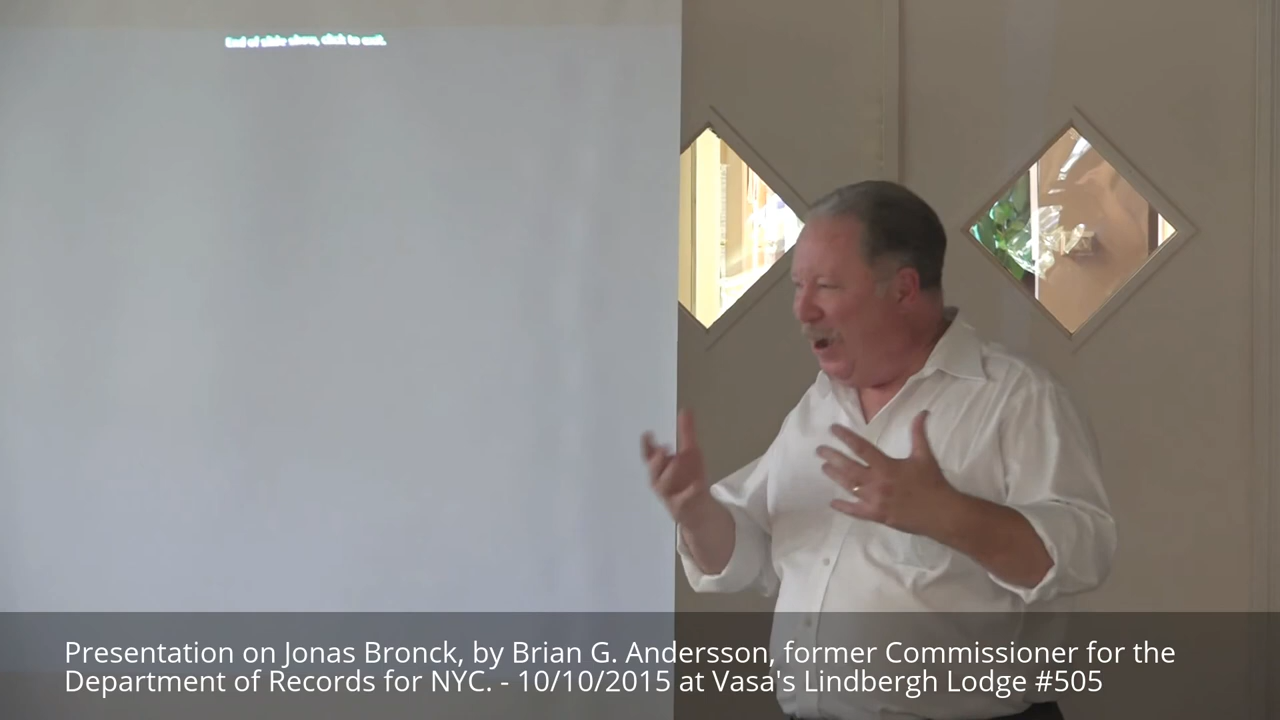 End of slide show, click to exit.
Presentation on Jonas Bronck, by Brian G. Andersson, former Commissioner for the
Department of Records for NYC. - 10/10/2015 at Vasa's Lindbergh Lodge #505